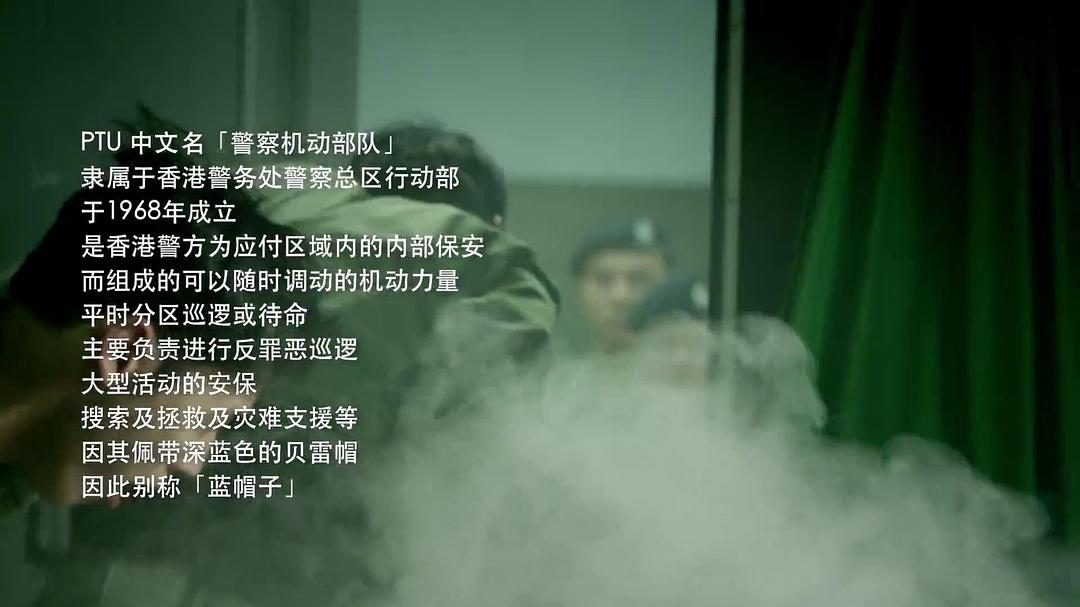 PTU 中文名「警察机动部队」
隶属于香港警务处警察总区行动部
于1968年成立
是香港警方为应付区域内的内部保安
而组成的可以随时调动的机动力量
平时分区巡逻或待命
主要负责进行反罪恶巡逻
大型活动的安保
搜索及拯救及灾难支援等
因其佩带深蓝色的贝雷帽
因此别称「蓝帽子」